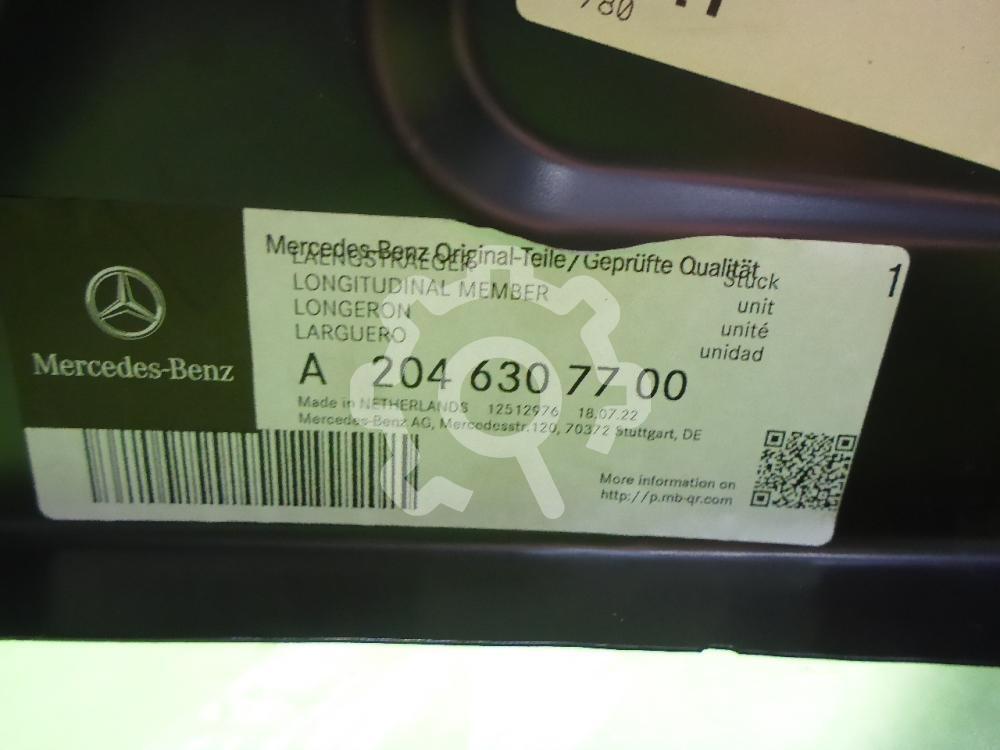 780
Mercedes-Benz Original-Teile/Geprüfte Qualität
1
LAENGSTRAEGER
Stück
LONGITUDINAL MEMBER
unit
LONGERON
unité
LARGUERO
unidad
A 204 630 77 00
Mercedes-Benz
Made in NETHERLANDS 12512976 18.07.22
Mercedes-Benz AG, Mercedesstr.120, 70372 Stuttgart, DE
More information on
http://p.mb-qr.com